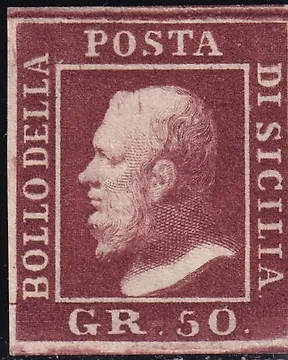 BOLLO DELLA
POSTA
DI SICILIA.
GR. 50.